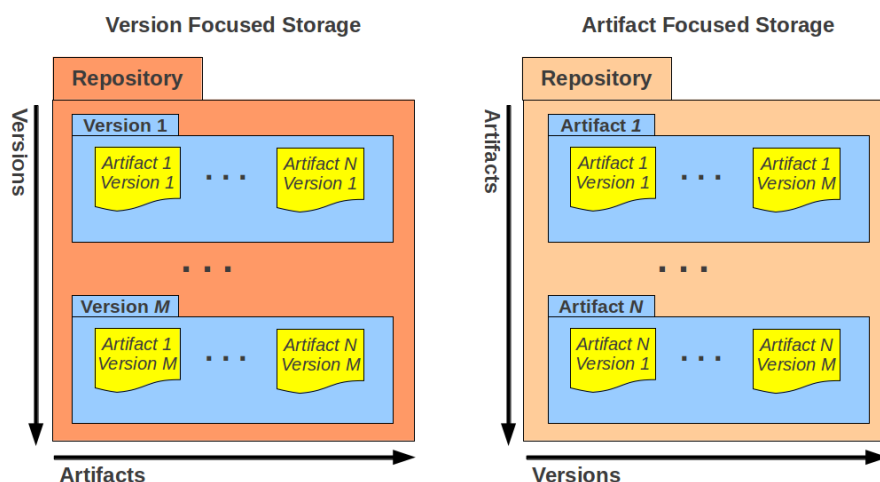 Version Focused Storage
Repository
Versions
Version 1
Artifact 1
Version 1
. . .
Artifact N
Version 1
. . .
Version M
Artifact 1
Version M
. . .
Artifact N
Version M
Artifacts
Artifact Focused Storage
Repository
Artifacts
Artifact 1
Artifact 1
Version 1
. . .
Artifact 1
Version M
. . .
Artifact N
Artifact N
Version 1
. . .
Artifact N
Version M
Versions